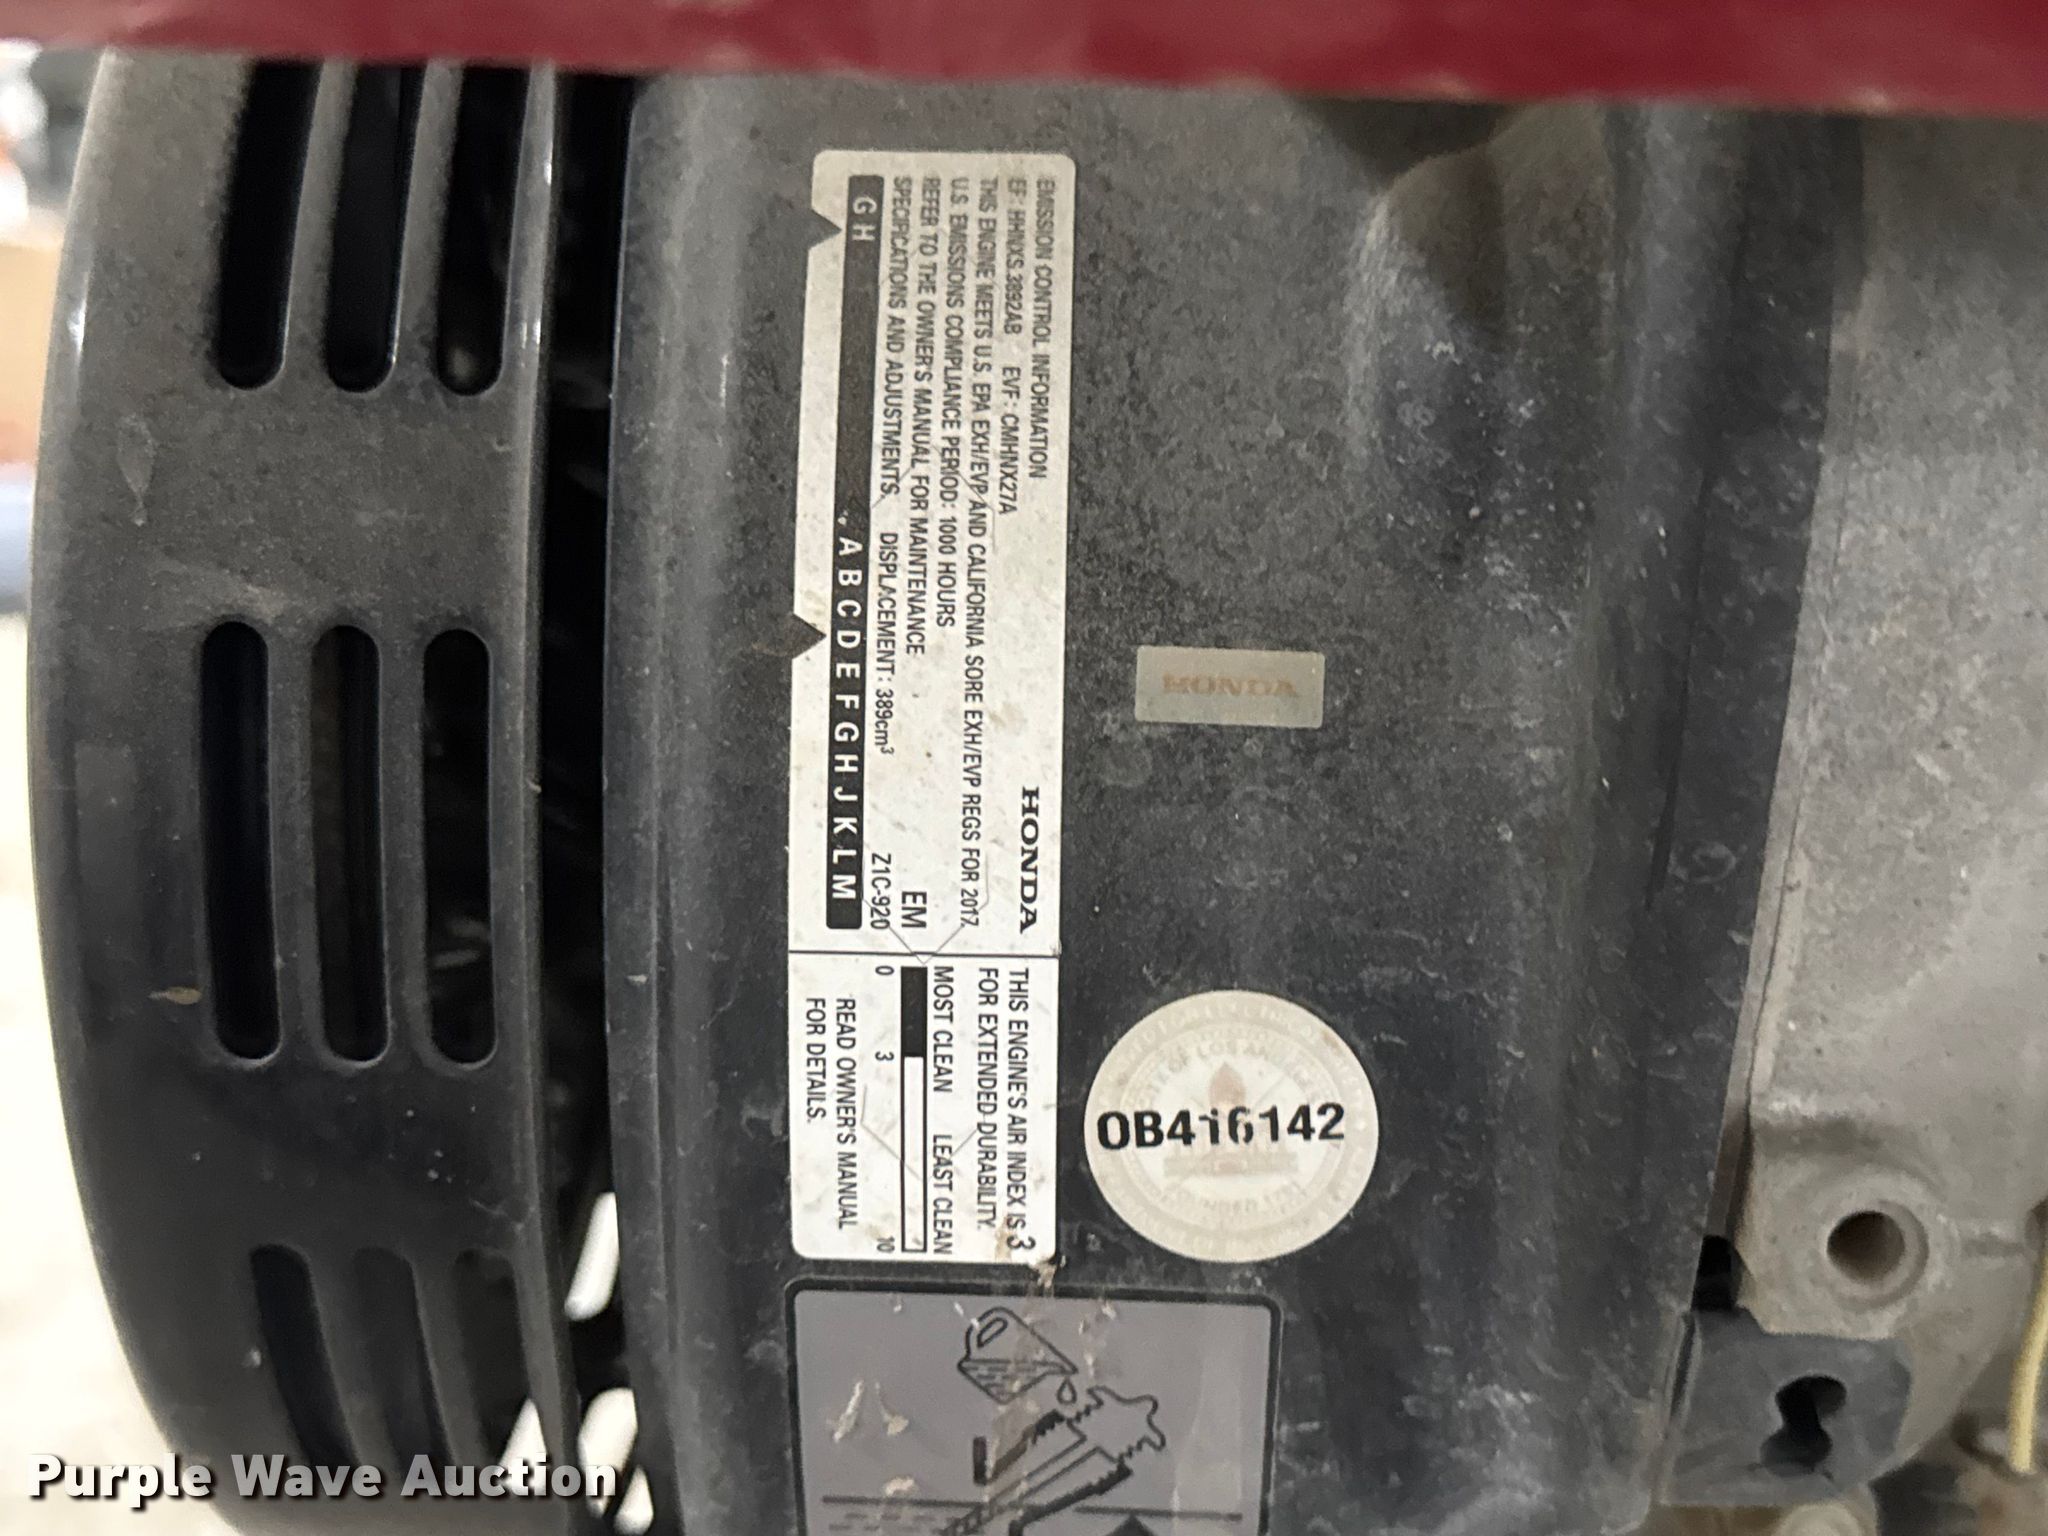 EMISSION CONTROL INFORMATION
HONDA
EF: HHNXS.3892AB EVF: CMHNX27A
THIS ENGINE MEETS U.S. EPA EXH/EVP AND CALIFORNIA SORE EXH/EVP REGS FOR 2017.
U.S. EMISSIONS COMPLIANCE PERIOD: 1000 HOURS
REFER TO THE OWNER'S MANUAL FOR MAINTENANCE
EM
SPECIFICATIONS AND ADJUSTMENTS. DISPLACEMENT: 389cm³ Z1C-920
G H
A B C D E F G H J K L M
THIS ENGINE'S AIR INDEX IS 3
FOR EXTENDED DURABILITY.
MOST CLEAN LEAST CLEAN
0 3 10
READ OWNER'S MANUAL
FOR DETAILS.
HONDA
OB416142
Purple Wave Auction